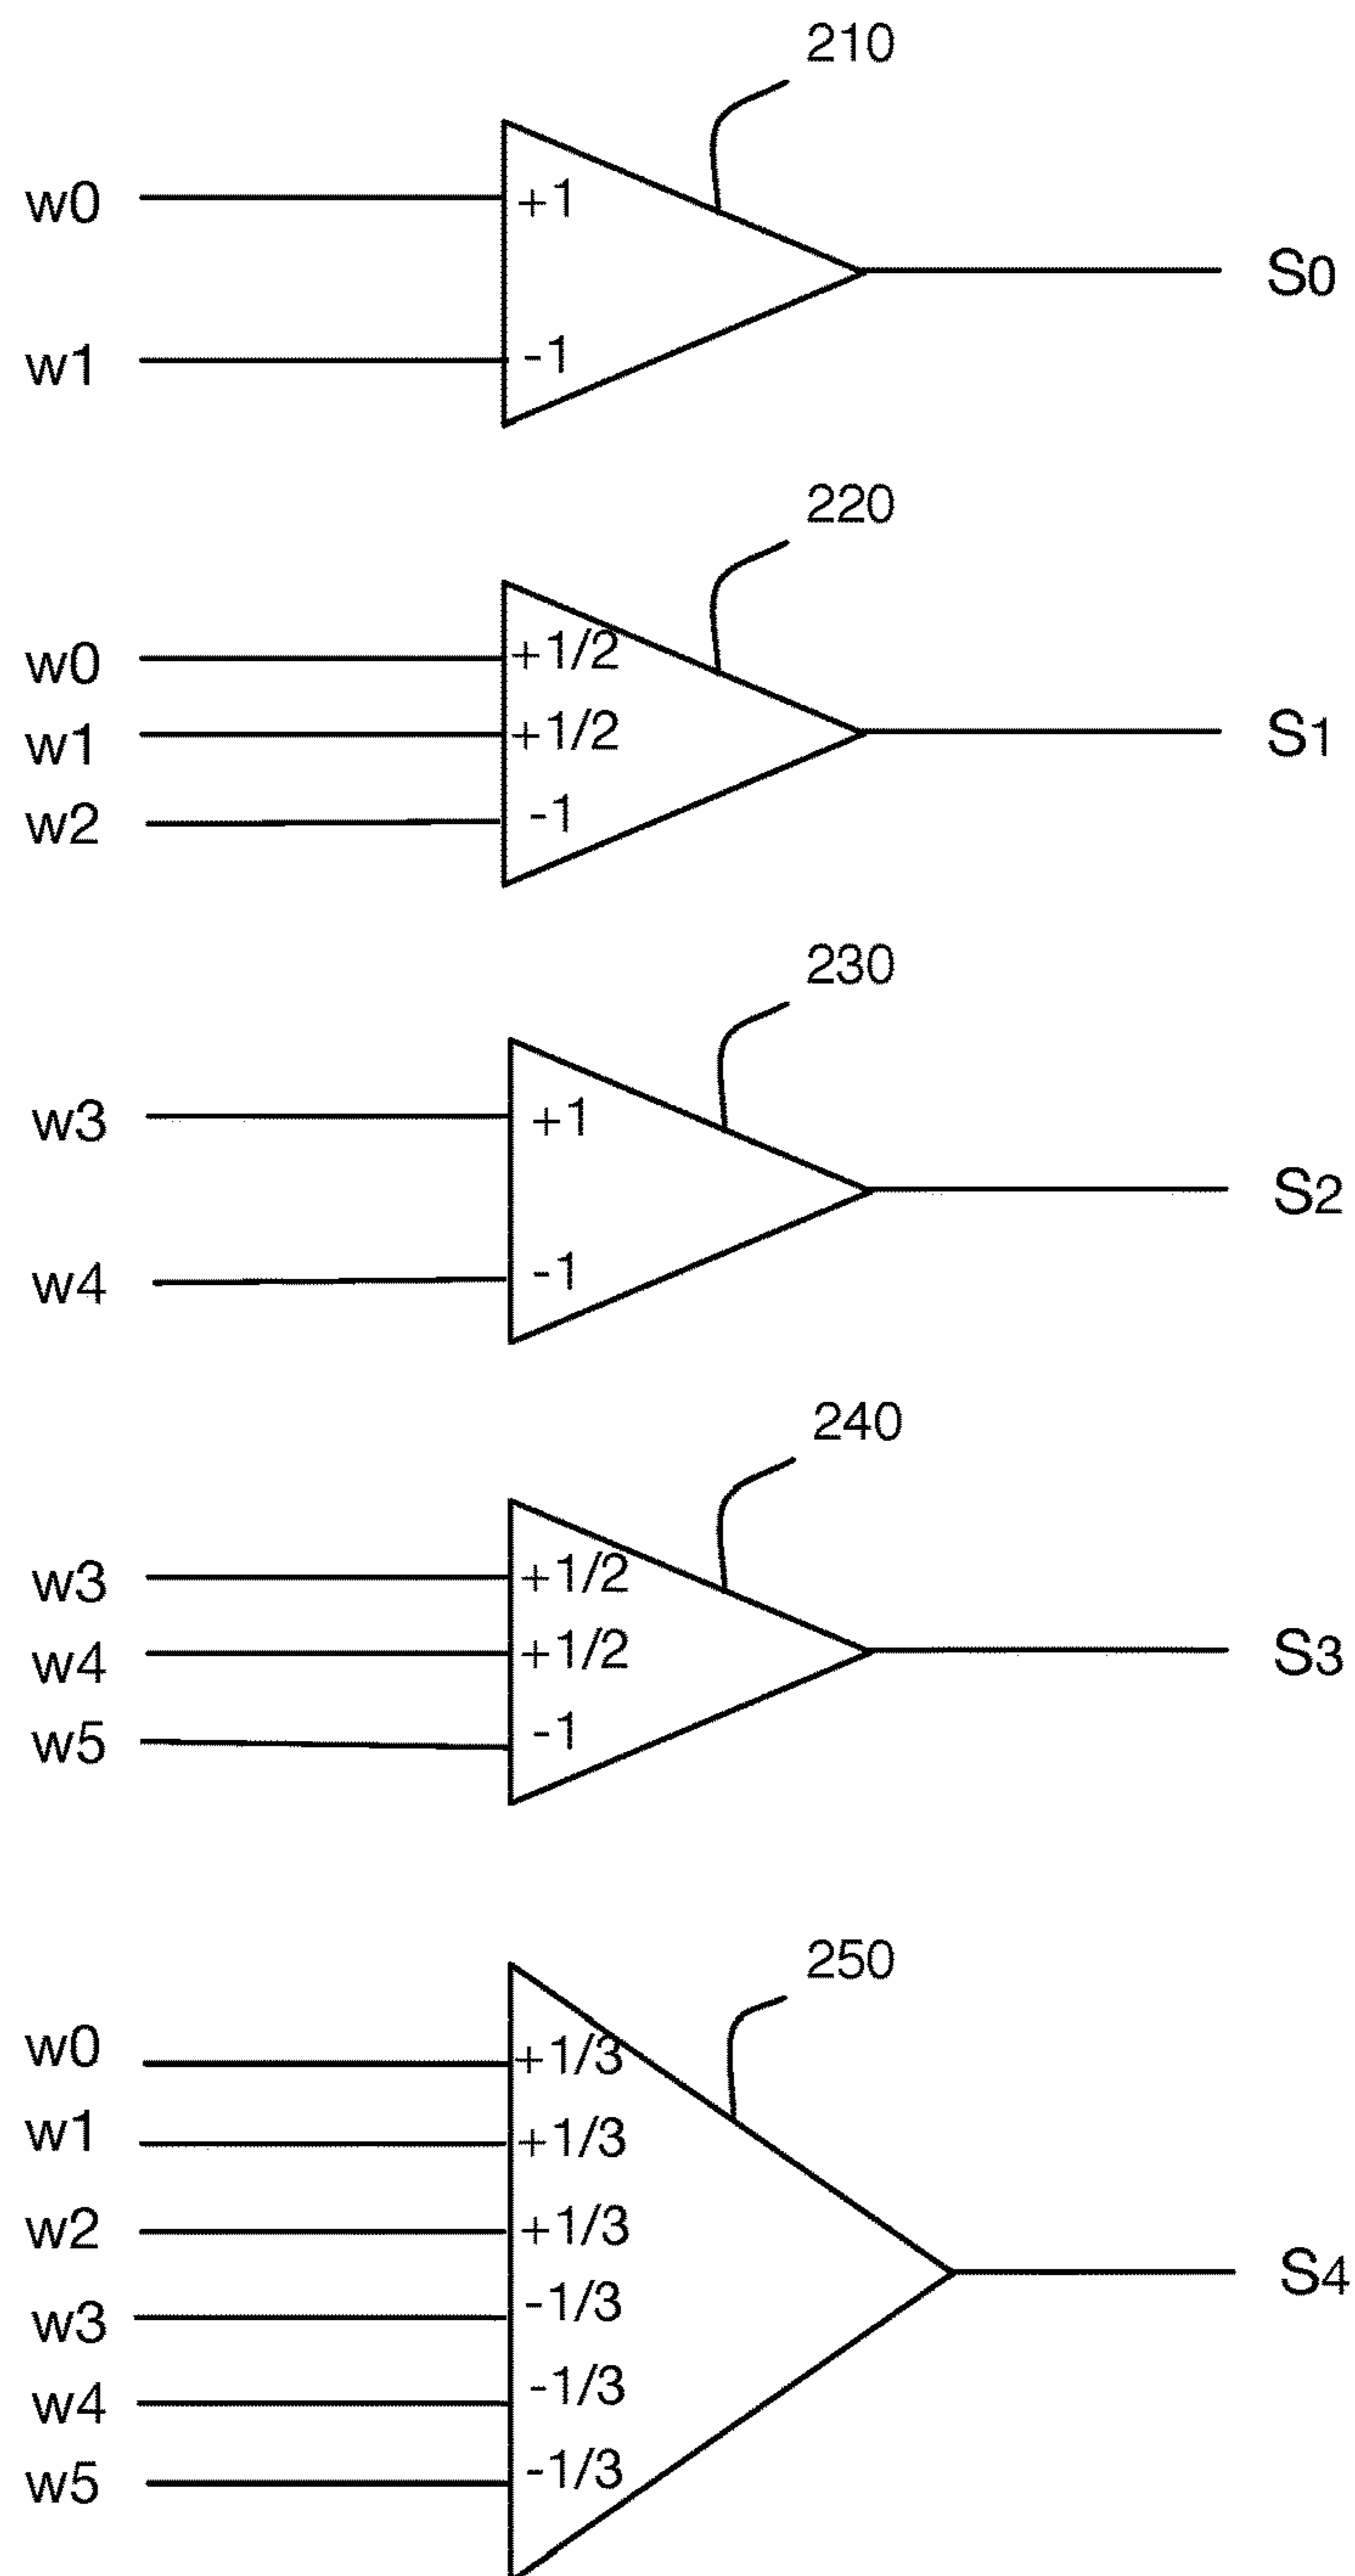 210
w0 +1
S0
w1 -1
220
w0 +1/2
w1 +1/2 S1
w2 -1
230
w3 +1
S2
w4 -1
240
w3 +1/2
w4 +1/2 S3
w5 -1
250
w0 +1/3
w1 +1/3
w2 +1/3
S4
w3 -1/3
w4 -1/3
w5 -1/3